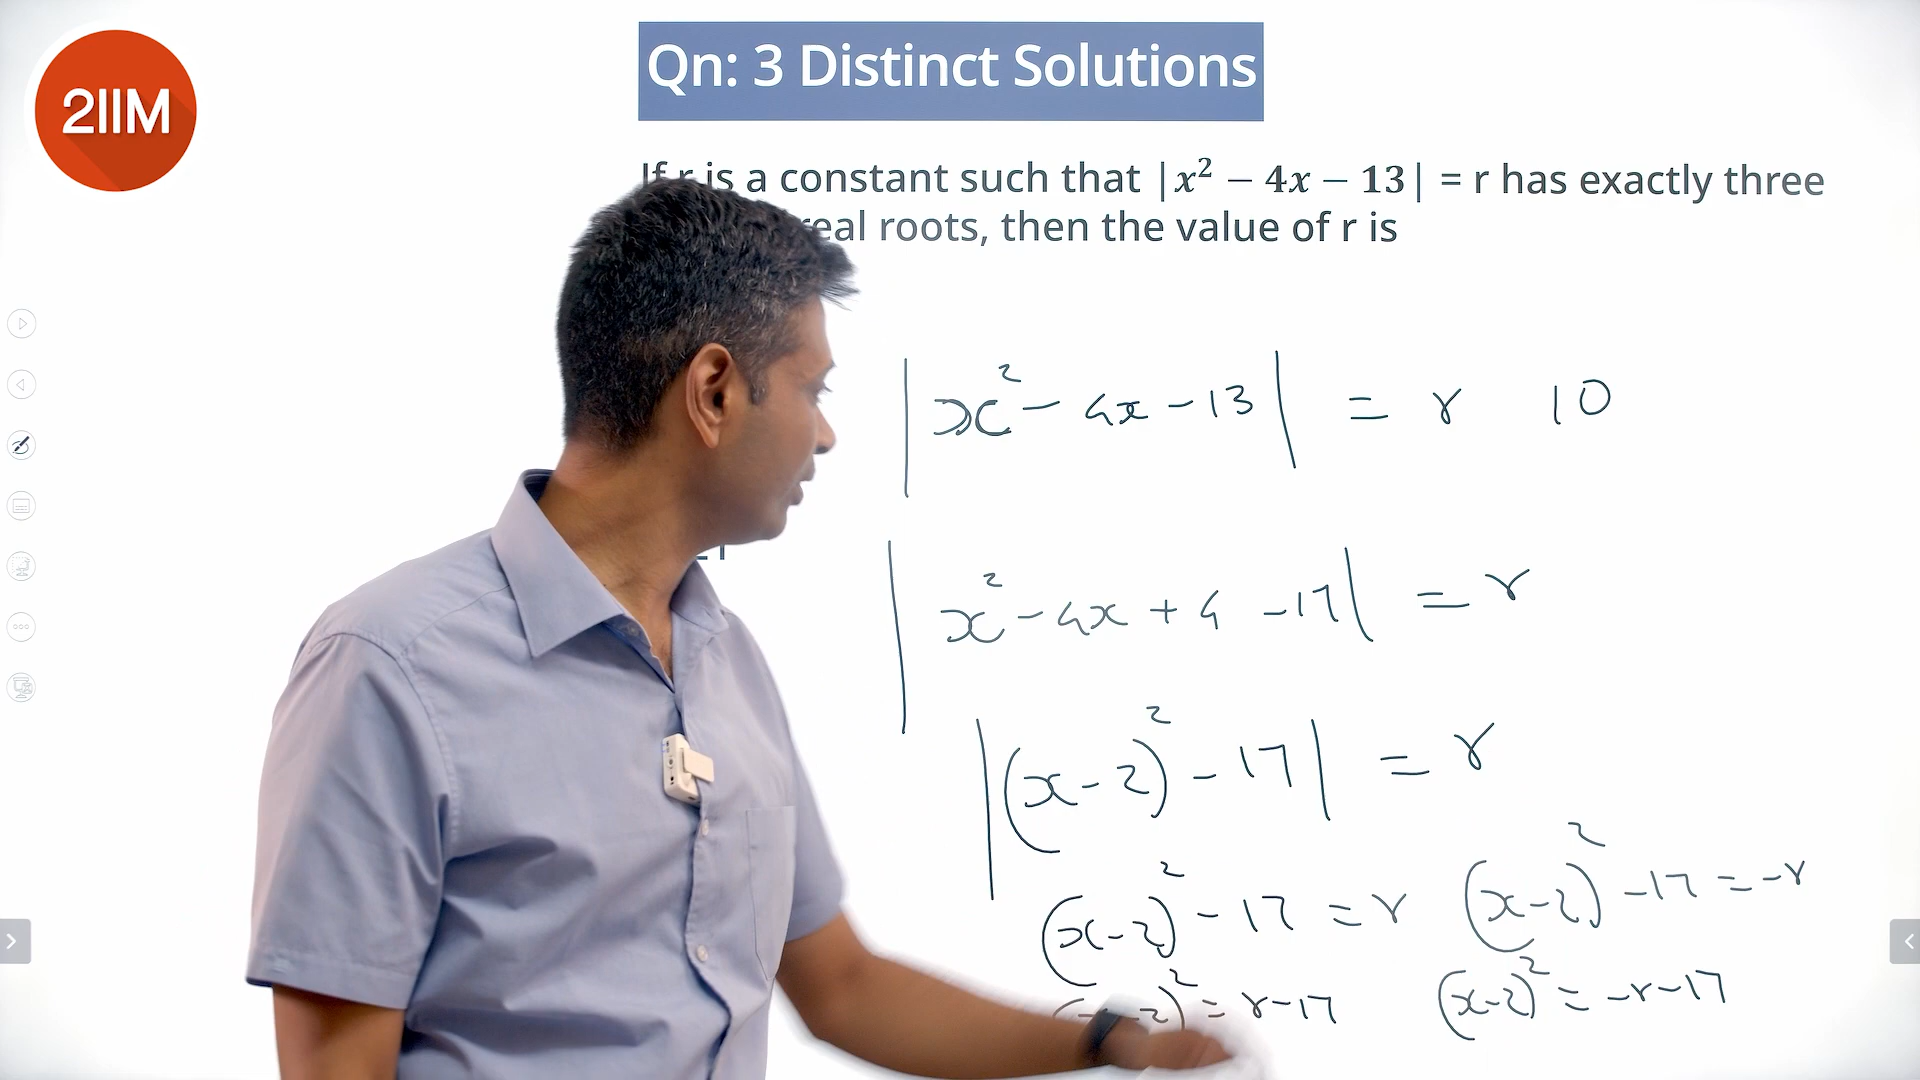 2IIM
Qn: 3 Distinct Solutions
If r is a constant such that |x² − 4x − 13| = r has exactly three
real roots, then the value of r is
|x² − 4x − 13| = r 10
|x² − 4x + 4 − 17| = r
|(x − 2)² − 17| = r
(x − 2)² − 17 = r (x − 2)² − 17 = −r
− 2)² = r − 17 (x − 2)² = −r − 17